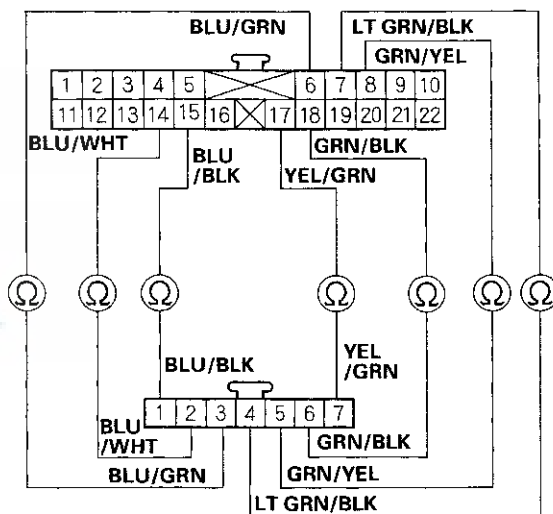 BLU/GRN LT GRN/BLK
GRN/YEL
1 2 3 4 5 6 7 8 9 10
11 12 13 14 15 16 17 18 19 20 21 22
BLU/WHT
BLU
/BLK
YEL/GRN
GRN/BLK
Ω Ω Ω Ω Ω Ω Ω
BLU/BLK
YEL
/GRN
1 2 3 4 5 6 7
BLU
/WHT
GRN/BLK
BLU/GRN
GRN/YEL
LT GRN/BLK